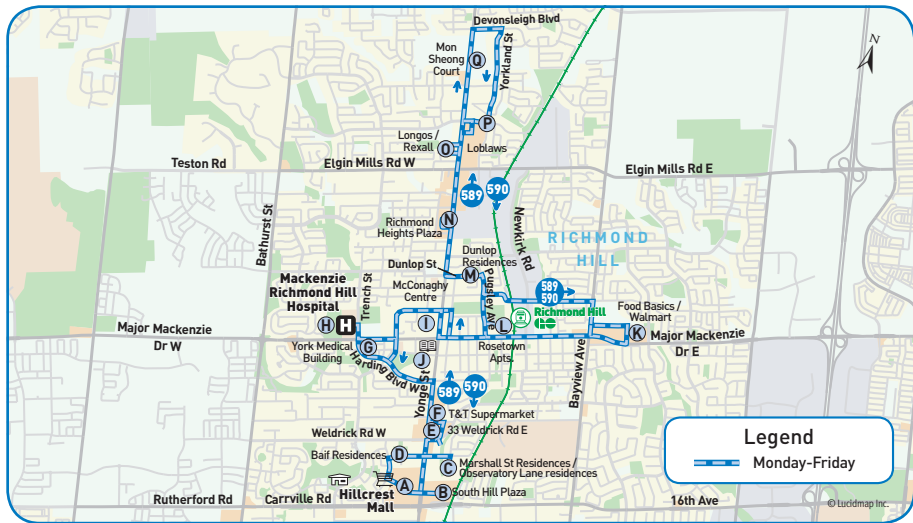 Devonsleigh Blvd
N
Mon
Sheong
Court
Q
Yorkland St
P
Longos /
Rexall
O
Loblaws
Teston Rd
Elgin Mills Rd W
Elgin Mills Rd E
589
590
Bathurst St
N
Richmond
Heights Plaza
Newkirk Rd
RICHMOND
HILL
Dunlop St
M
Dunlop
Residences
Mackenzie
Richmond Hill
Hospital
Trench St
McConaghy
Centre
Pugsley Ave
589
590
Richmond Hill
Food Basics /
Walmart
H
H
I
L
K
Major Mackenzie
Dr W
Major Mackenzie
Dr E
York Medical
Building
G
J
Rosetown
Apts.
Harding Blvd W
Yonge St
589
590
Bayview Ave
F
T&T Supermarket
E
33 Weldrick Rd E
Weldrick Rd W
Baif Residences
D
C
Marshall St Residences /
Observatory Lane residences
Hillcrest
Mall
A
B
South Hill Plaza
Rutherford Rd
Carrville Rd
16th Ave
Legend
Monday-Friday
© Lucidmap Inc.